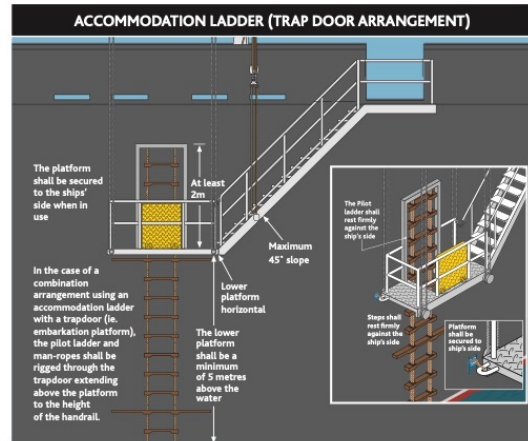 ACCOMMODATION LADDER (TRAP DOOR ARRANGEMENT)
The platform
shall be secured
to the ships'
side when in
use
At least
2m
Maximum
45° slope
Lower
platform
horizontal
In the case of a
combination
arrangement using an
accommodation ladder
with a trapdoor (ie.
embarkation platform),
the pilot ladder and
man-ropes shall be
rigged through the
trapdoor extending
above the platform
to the height
of the handrail.
The lower
platform
shall be a
minimum
of 5 metres
above the
water
The Pilot
ladder shall
rest firmly
against the
ship's side
Steps shall
rest firmly
against the
ship's side
Platform
shall be
secured to
ship's side